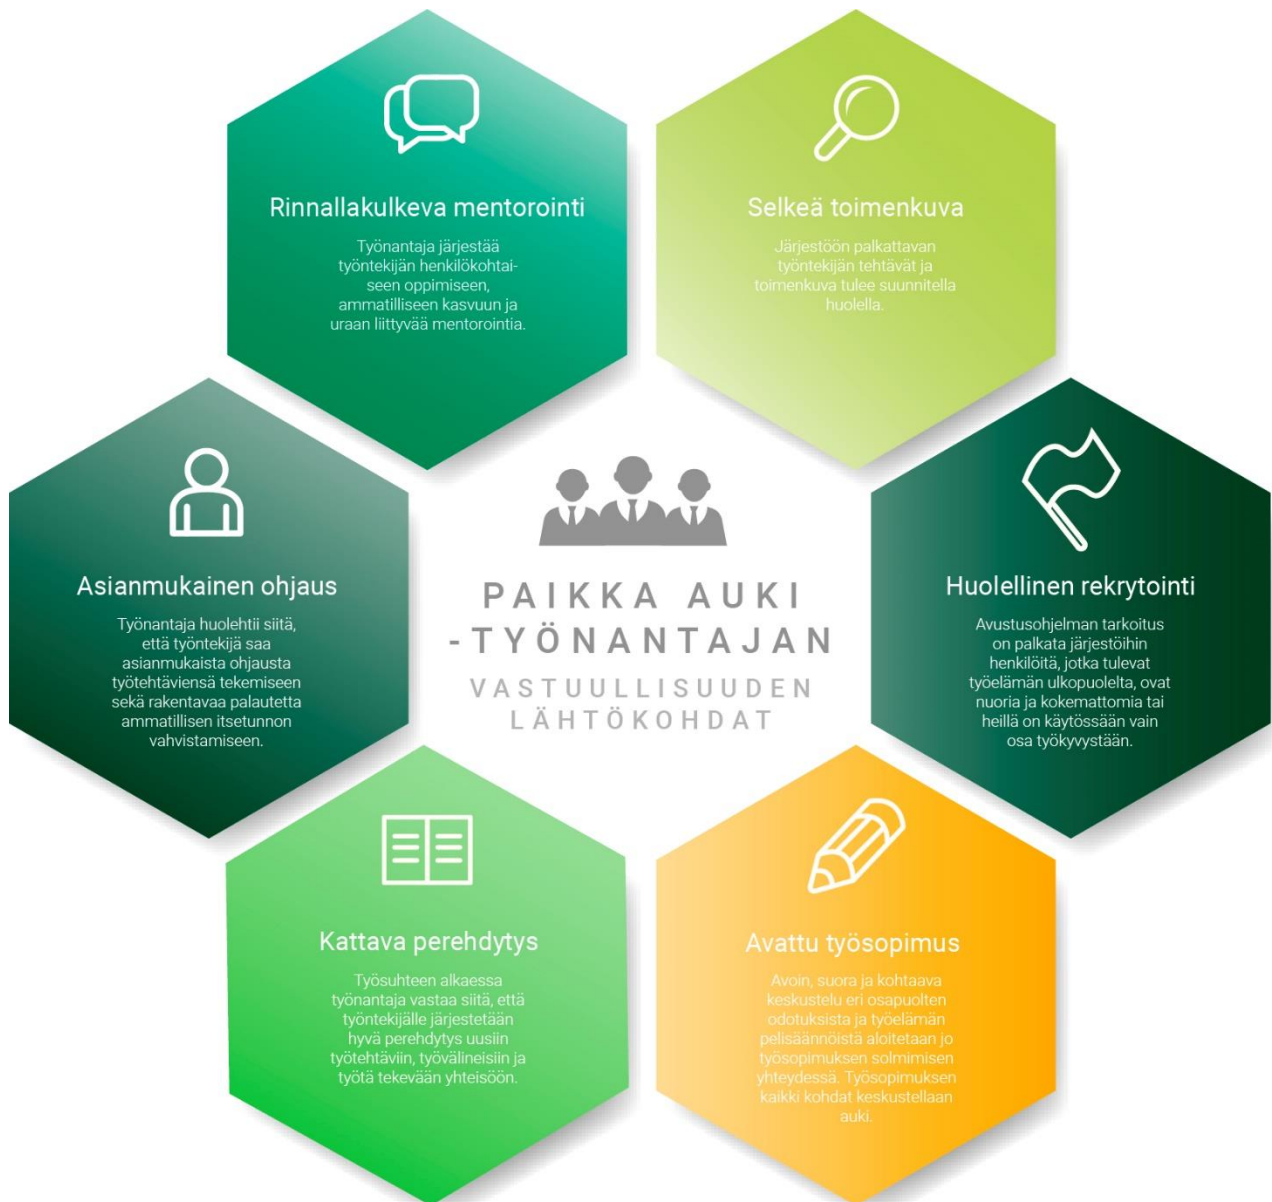 Rinnallakulkeva mentorointi
Työnantaja järjestää
työntekijän henkilökohtai-
seen oppimiseen,
ammatilliseen kasvuun ja
uraan liittyvää mentorointia.
Selkeä toimenkuva
Järjestöön palkattavan
työntekijän tehtävät ja
toimenkuva tulee suunnitella
huolella.
Asianmukainen ohjaus
Työnantaja huolehtii siitä,
että työntekijä saa
asianmukaista ohjausta
työtehtäviensä tekemiseen
sekä rakentavaa palautetta
ammatillisen itsetunnon
vahvistamiseen.
PAIKKA AUKI
-TYÖNANTAJAN
VASTUULLISUUDEN
LÄHTÖKOHDAT
Huolellinen rekrytointi
Avustusohjelman tarkoitus
on palkata järjestöihin
henkilöitä, jotka tulevat
työelämän ulkopuolelta, ovat
nuoria ja kokemattomia tai
heillä on käytössään vain
osa työkyvystään.
Kattava perehdytys
Työsuhteen alkaessa
työnantaja vastaa siitä, että
työntekijälle järjestetään
hyvä perehdytys uusiin
työtehtäviin, työvälineisiin ja
työtä tekevään yhteisöön.
Avattu työsopimus
Avoin, suora ja kohtaava
keskustelu eri osapuolten
odotuksista ja työelämän
pelisäännöistä aloitetaan jo
työsopimuksen solmimisen
yhteydessä. Työsopimuksen
kaikki kohdat keskustellaan
auki.